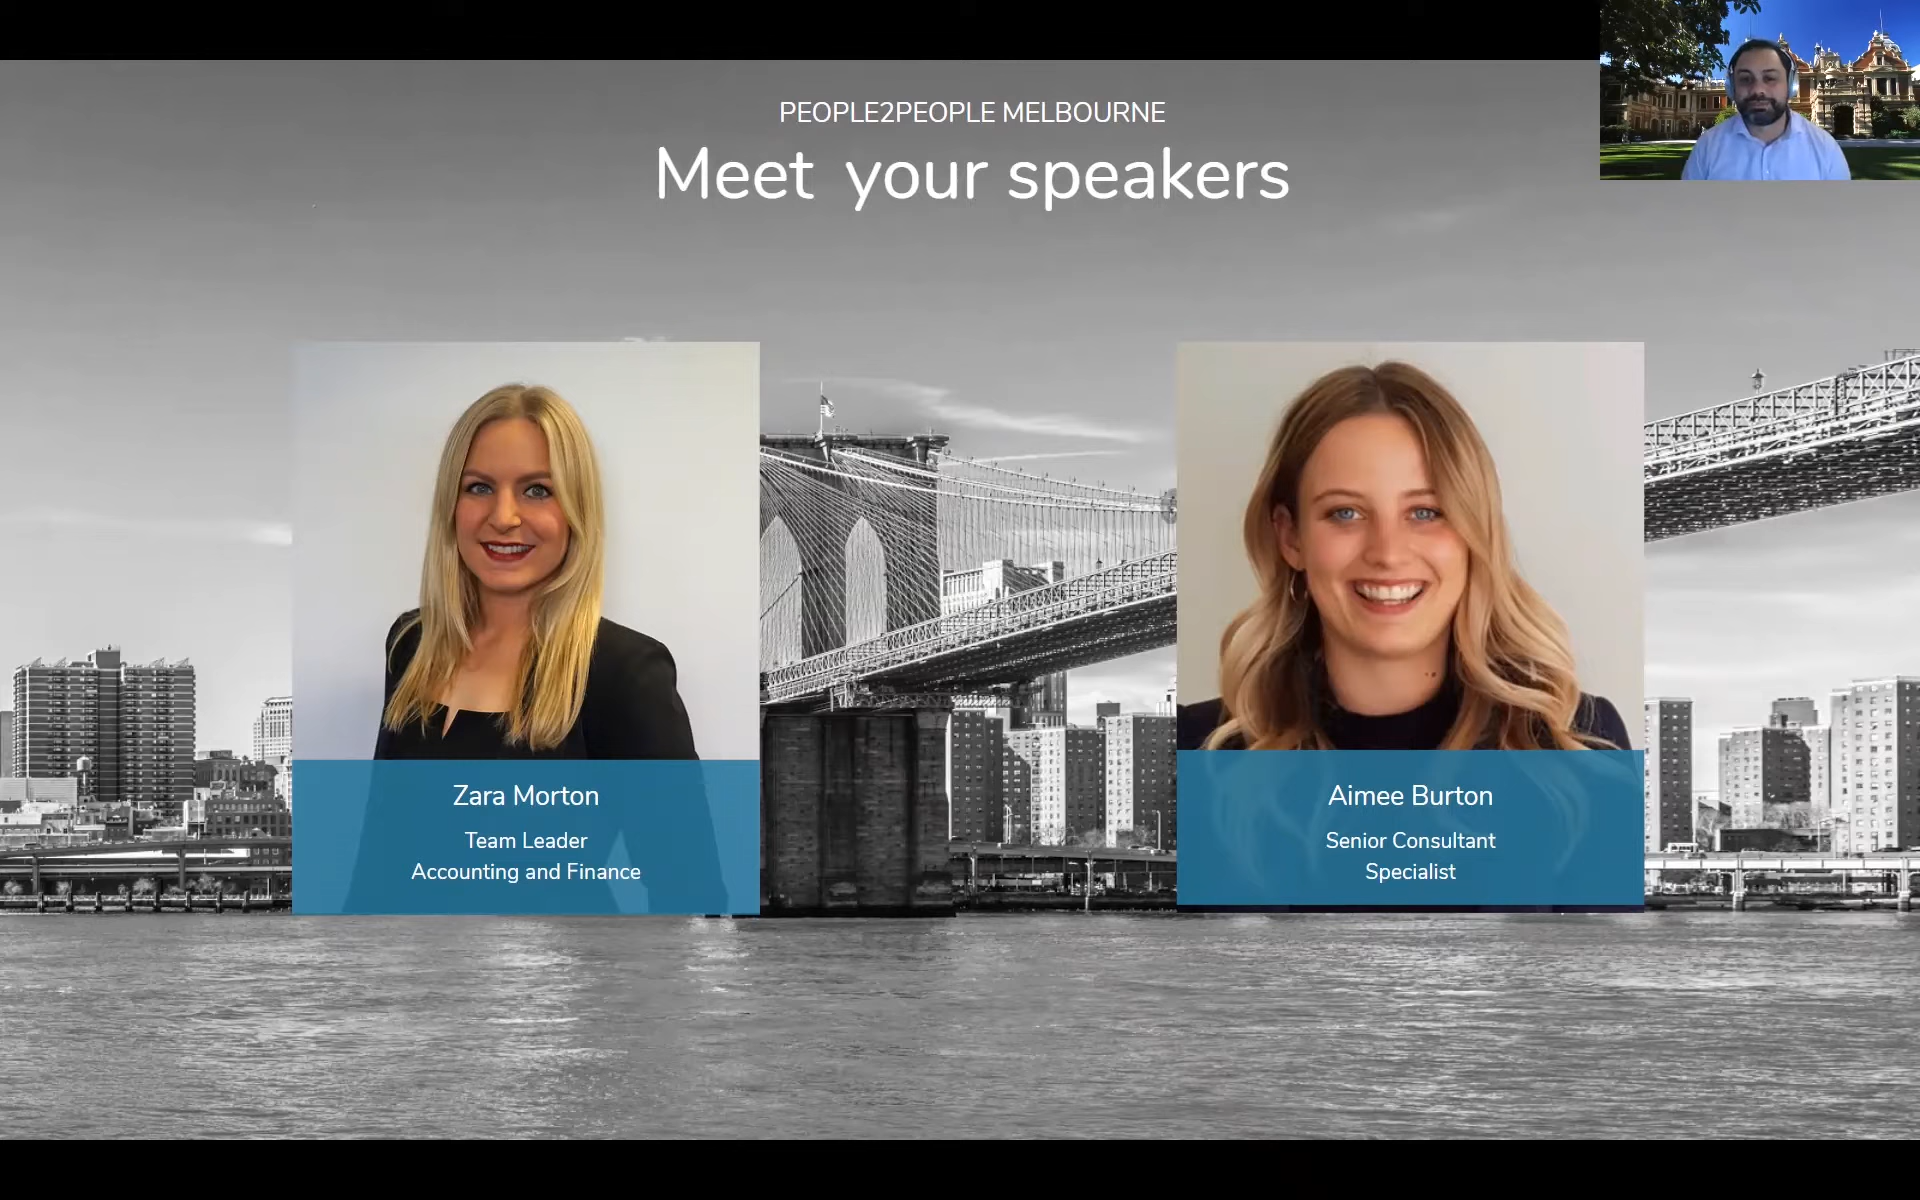 PEOPLE2PEOPLE MELBOURNE
Meet your speakers
Zara Morton
Team Leader
Accounting and Finance
Aimee Burton
Senior Consultant
Specialist